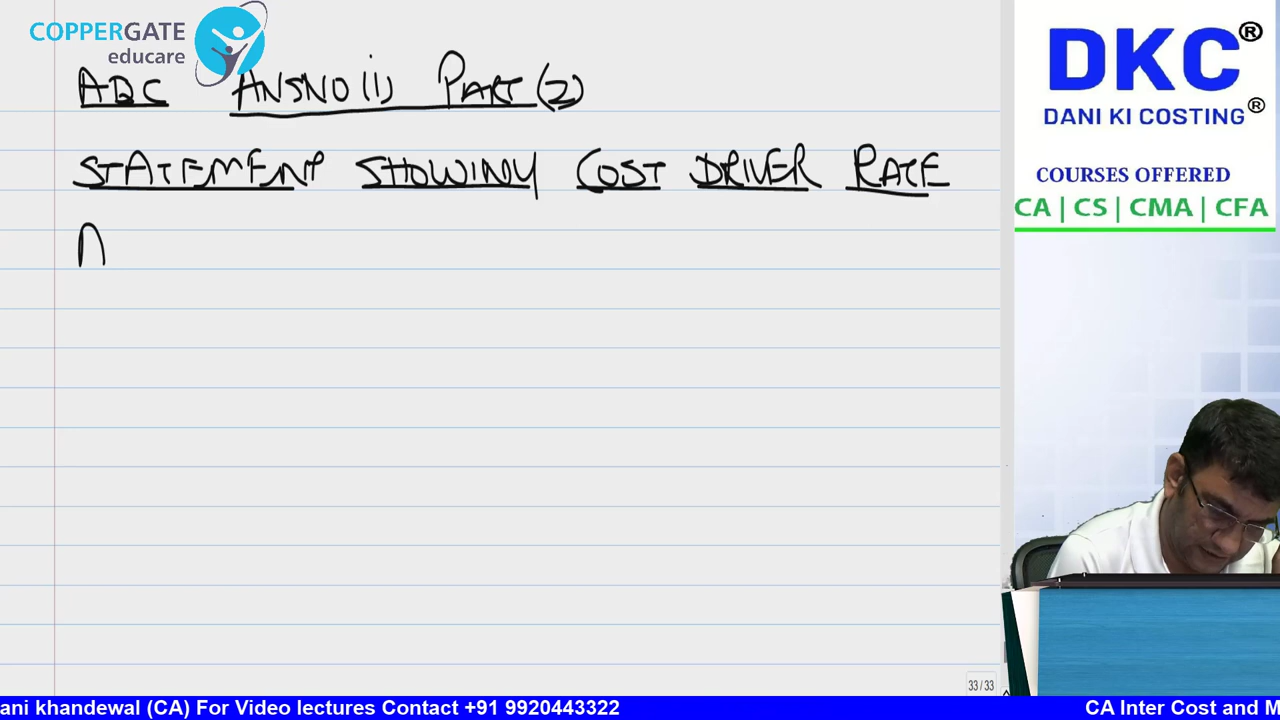 COPPERGATE
educare
ABC ANSNO(1) PART (2)
STATEMENT SHOWING COST DRIVER RATE
DKC®
DANI KI COSTING®
COURSES OFFERED
CA | CS | CMA | CFA
33 / 33
ani khandewal (CA) For Video lectures Contact +91 9920443322
CA Inter Cost and M